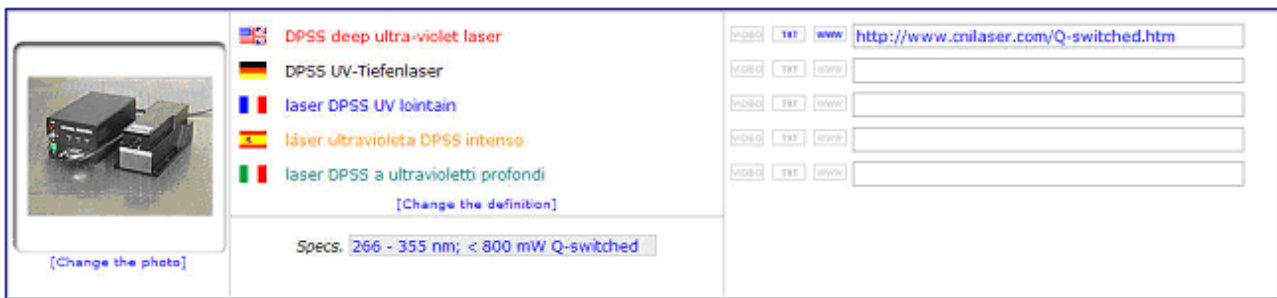 DPSS deep ultra-violet laser
VIDEO TXT WWW http://www.cnilaser.com/Q-switched.htm
DPSS UV-Tiefenlaser
VIDEO TXT WWW
laser DPSS UV lointain
VIDEO TXT WWW
láser ultravioleta DPSS intenso
VIDEO TXT WWW
laser DPSS a ultravioletti profondi
VIDEO TXT WWW
[Change the definition]
Specs. 266 - 355 nm; < 800 mW Q-switched
[Change the photo]